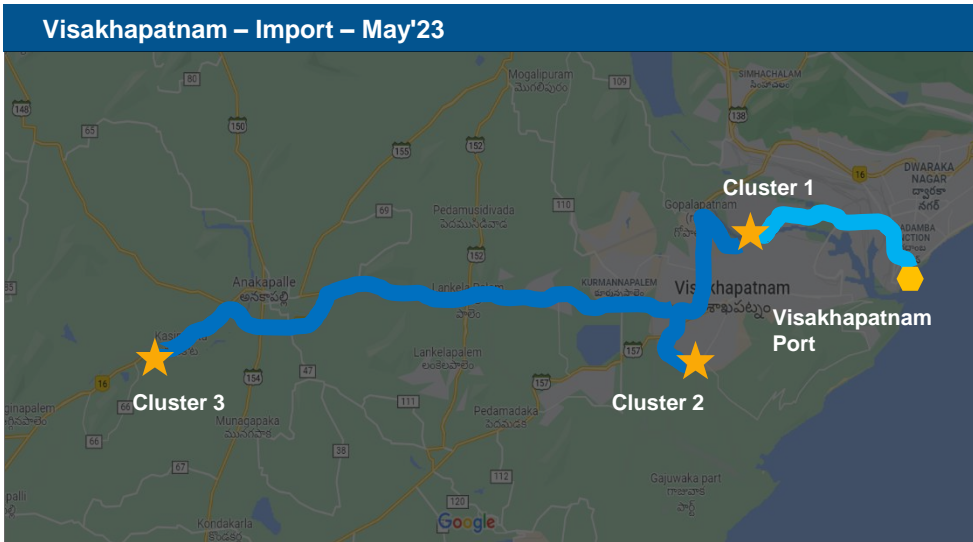 Visakhapatnam – Import – May'23
Mogalipuram
మొగలిపురం
SIMHACHALAM
సింహాచలం
80
109
148
138
65
150
155
152
16
DWARAKA
NAGAR
ద్వారకా
నగర్
Cluster 1
Gopalapatnam
69
110
Pedamusidivada
పెదముసిడివాడ
152
Anakapalle
అనకాపల్లి
KURMANNAPALEM
Visakhapatnam
Visakhapatnam
Port
Lankelapalem
లంకెలపాలెం
157
Cluster 3
Cluster 2
16
154
47
157
66
111
Munagapaka
మునగపాక
Pedamadaka
పెదమడక
66
38
67
112
Gajuwaka part
గాజువాక
పార్ట్
120
Google
Kondakarla
కొండకర్ల